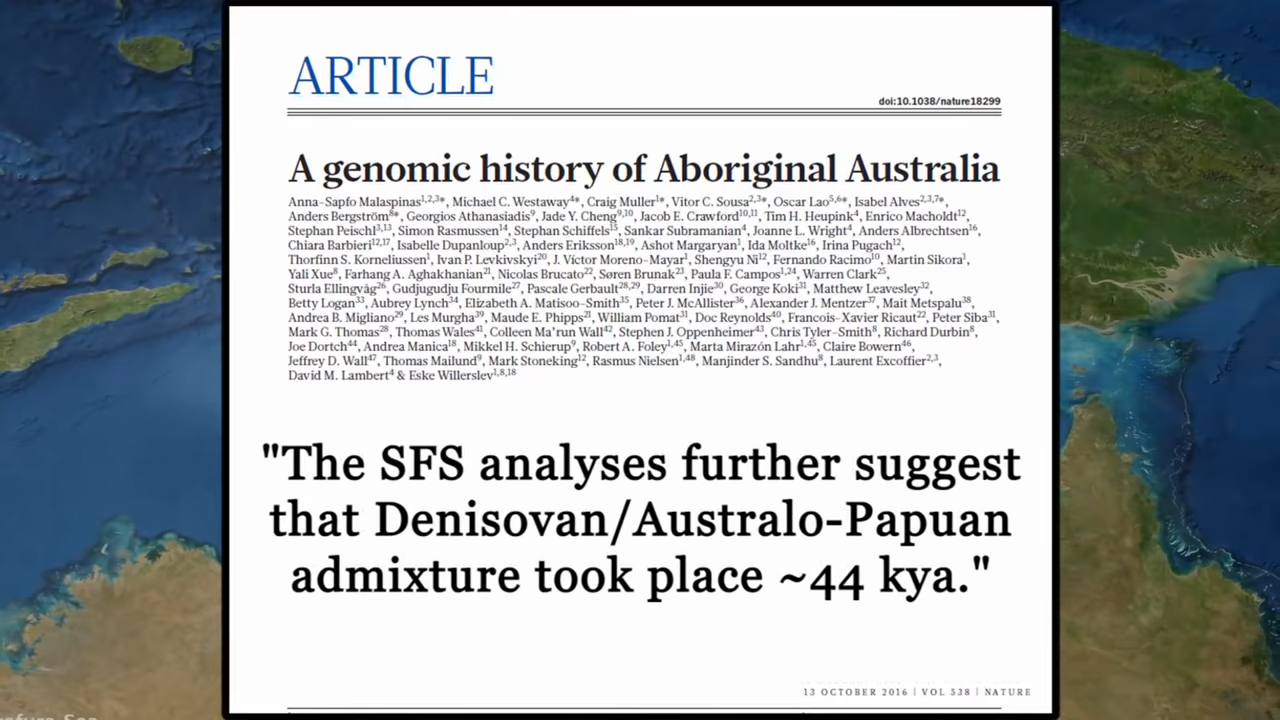 ARTICLE
doi:10.1038/nature18299
A genomic history of Aboriginal Australia
Anna-Sapfo Malaspinas1,2,3*, Michael C. Westaway4*, Craig Muller1*, Vitor C. Sousa2,3*, Oscar Lao5,6*, Isabel Alves2,3,7*,
Anders Bergström8*, Georgios Athanasiadis9, Jade Y. Cheng9,10, Jacob E. Crawford10,11, Tim H. Heupink4, Enrico Macholdt12,
Stephan Peischl3,13, Simon Rasmussen14, Stephan Schiffels15, Sankar Subramanian4, Joanne L. Wright4, Anders Albrechtsen16,
Chiara Barbieri12,17, Isabelle Dupanloup2,3, Anders Eriksson18,19, Ashot Margaryan1, Ida Moltke16, Irina Pugach12,
Thorfinn S. Korneliussen1, Ivan P. Levkivskyi20, J. Víctor Moreno-Mayar1, Shengyu Ni12, Fernando Racimo10, Martin Sikora1,
Yali Xue8, Farhang A. Aghakhanian21, Nicolas Brucato22, Søren Brunak23, Paula F. Campos1,24, Warren Clark25,
Sturla Ellingvåg26, Gudjugudju Fourmile27, Pascale Gerbault28,29, Darren Injie30, George Koki31, Matthew Leavesley32,
Betty Logan33, Aubrey Lynch34, Elizabeth A. Matisoo-Smith35, Peter J. McAllister36, Alexander J. Mentzer37, Mait Metspalu38,
Andrea B. Migliano29, Les Murgha39, Maude E. Phipps21, William Pomat31, Doc Reynolds40, Francois-Xavier Ricaut22, Peter Siba31,
Mark G. Thomas28, Thomas Wales41, Colleen Ma'run Wall42, Stephen J. Oppenheimer43, Chris Tyler-Smith8, Richard Durbin8,
Joe Dortch44, Andrea Manica18, Mikkel H. Schierup9, Robert A. Foley1,45, Marta Mirazón Lahr1,45, Claire Bowern46,
Jeffrey D. Wall47, Thomas Mailund9, Mark Stoneking12, Rasmus Nielsen1,48, Manjinder S. Sandhu8, Laurent Excoffier2,3,
David M. Lambert4 & Eske Willerslev1,8,18
"The SFS analyses further suggest
that Denisovan/Australo-Papuan
admixture took place ~44 kya."
13 OCTOBER 2016 | VOL 538 | NATURE